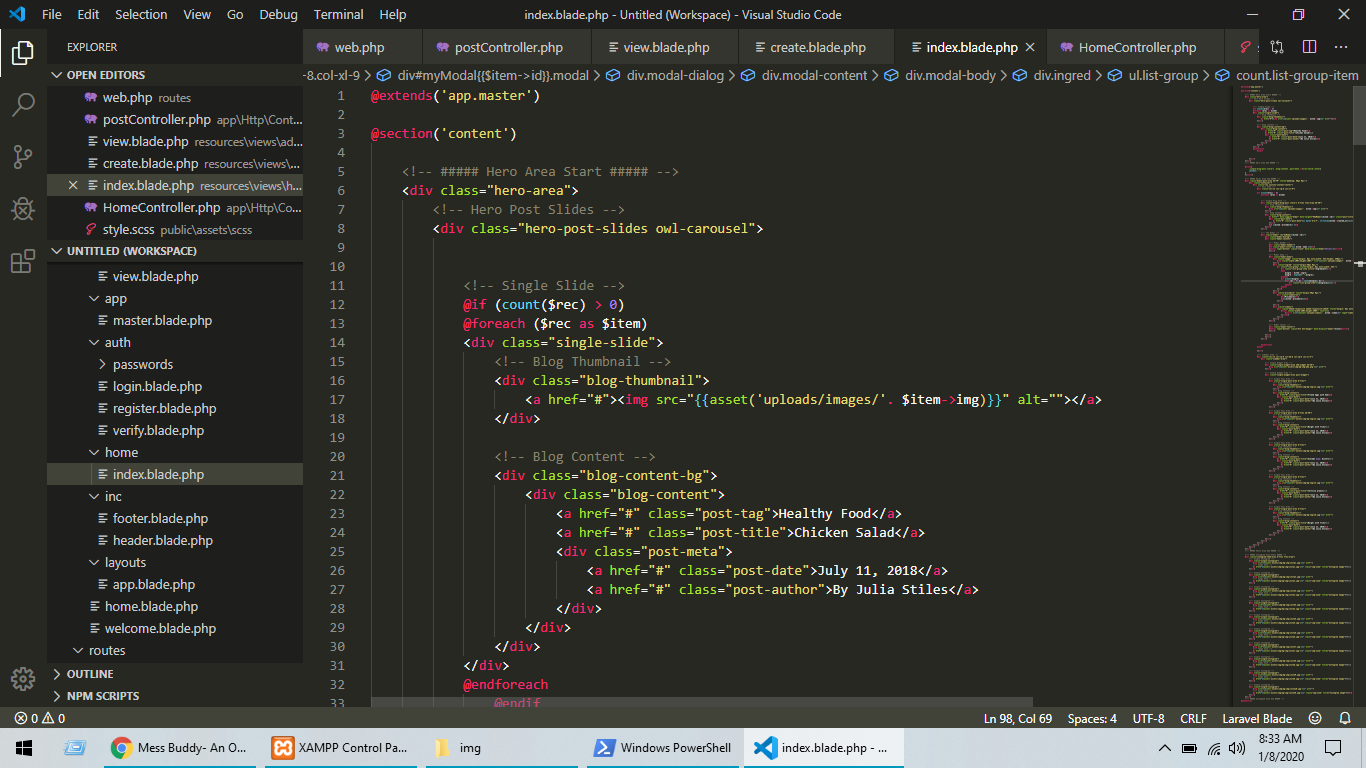 File Edit Selection View Go Debug Terminal Help index.blade.php - Untitled (Workspace) - Visual Studio Code
EXPLORER
web.php postController.php view.blade.php create.blade.php index.blade.php HomeController.php
OPEN EDITORS
-8.col-xl-9 > div#myModal{{$item->id}}.modal > div.modal-dialog > div.modal-content > div.modal-body > div.ingred > ul.list-group > count.list-group-item
web.php routes
postController.php app\Http\Cont...
view.blade.php resources\views\ad...
create.blade.php resources\views\...
index.blade.php resources\views\h...
HomeController.php app\Http\Co...
style.scss public\assets\scss
UNTITLED (WORKSPACE)
view.blade.php
app
master.blade.php
auth
passwords
login.blade.php
register.blade.php
verify.blade.php
home
index.blade.php
inc
footer.blade.php
header.blade.php
layouts
app.blade.php
home.blade.php
welcome.blade.php
routes
OUTLINE
NPM SCRIPTS
1 @extends('app.master')
2
3 @section('content')
4
5 <!-- ##### Hero Area Start ##### -->
6 <div class="hero-area">
7 <!-- Hero Post Slides -->
8 <div class="hero-post-slides owl-carousel">
9
10
11 <!-- Single Slide -->
12 @if (count($rec) > 0)
13 @foreach ($rec as $item)
14 <div class="single-slide">
15 <!-- Blog Thumbnail -->
16 <div class="blog-thumbnail">
17 <a href="#"><img src="{{asset('uploads/images/'. $item->img)}}" alt=""></a>
18 </div>
19
20 <!-- Blog Content -->
21 <div class="blog-content-bg">
22 <div class="blog-content">
23 <a href="#" class="post-tag">Healthy Food</a>
24 <a href="#" class="post-title">Chicken Salad</a>
25 <div class="post-meta">
26 <a href="#" class="post-date">July 11, 2018</a>
27 <a href="#" class="post-author">By Julia Stiles</a>
28 </div>
29 </div>
30 </div>
31 </div>
32 @endforeach
33 @endif
0 0 Ln 98, Col 69 Spaces: 4 UTF-8 CRLF Laravel Blade
Mess Buddy- An O... XAMPP Control Pa... img Windows PowerShell index.blade.php - ... 8:33 AM
1/8/2020